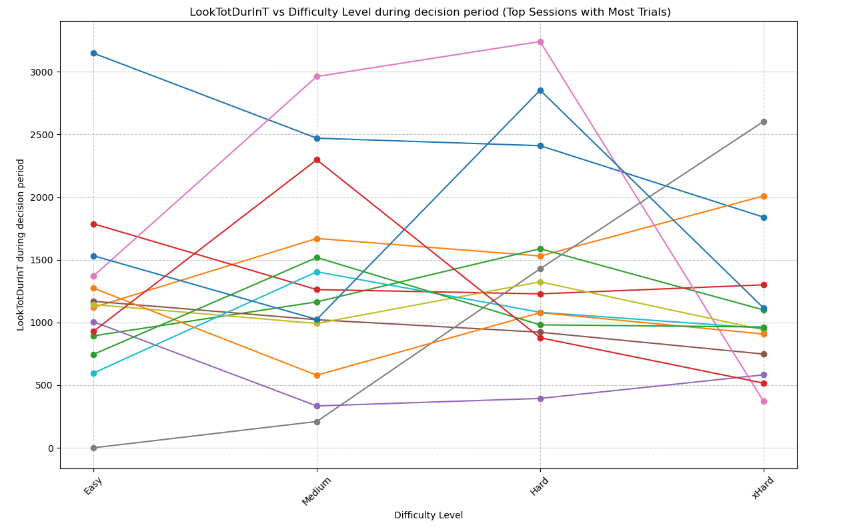 LookTotDurInT vs Difficulty Level during decision period (Top Sessions with Most Trials)
LookTotDurInT during decision period
3000
2500
2000
1500
1000
500
0
Easy
Medium
Hard
xHard
Difficulty Level